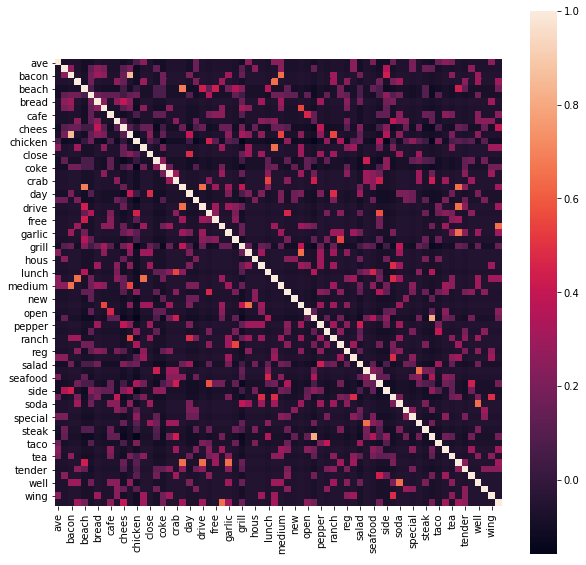 ave
bacon
beach
bread
cafe
chees
chicken
close
coke
crab
day
drive
free
garlic
grill
hous
lunch
medium
new
open
pepper
ranch
reg
salad
seafood
side
soda
special
steak
taco
tea
tender
well
wing
ave
bacon
beach
bread
cafe
chees
chicken
close
coke
crab
day
drive
free
garlic
grill
hous
lunch
medium
new
open
pepper
ranch
reg
salad
seafood
side
soda
special
steak
taco
tea
tender
well
wing
1.0
0.8
0.6
0.4
0.2
0.0